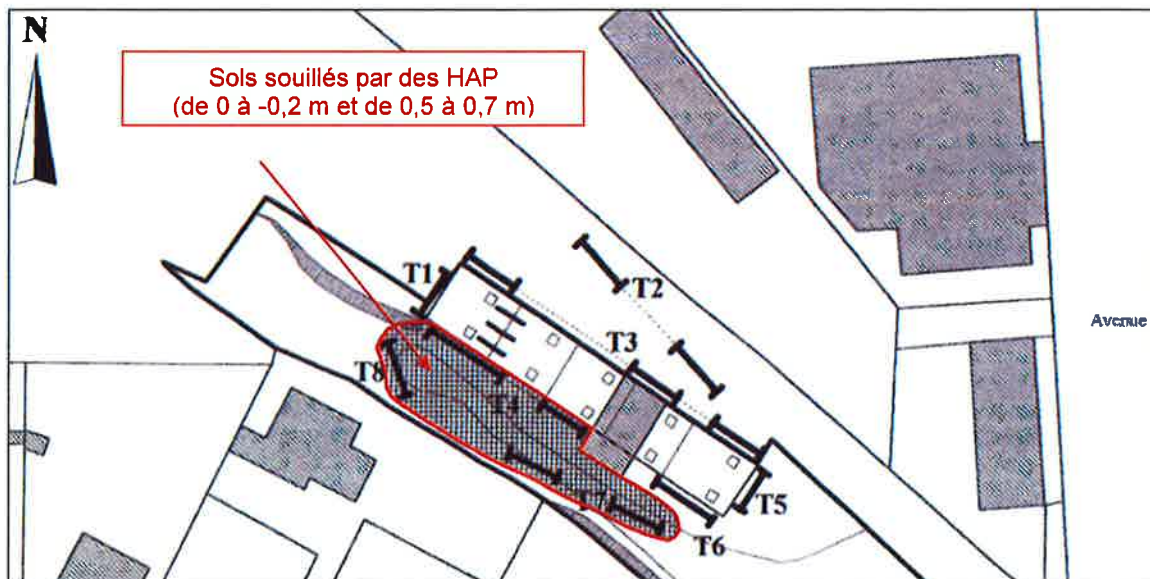 N
Sols souillés par des HAP
(de 0 à -0,2 m et de 0,5 à 0,7 m)
T1
T2
T3
Avenue
T8
T4
T7
T5
T6